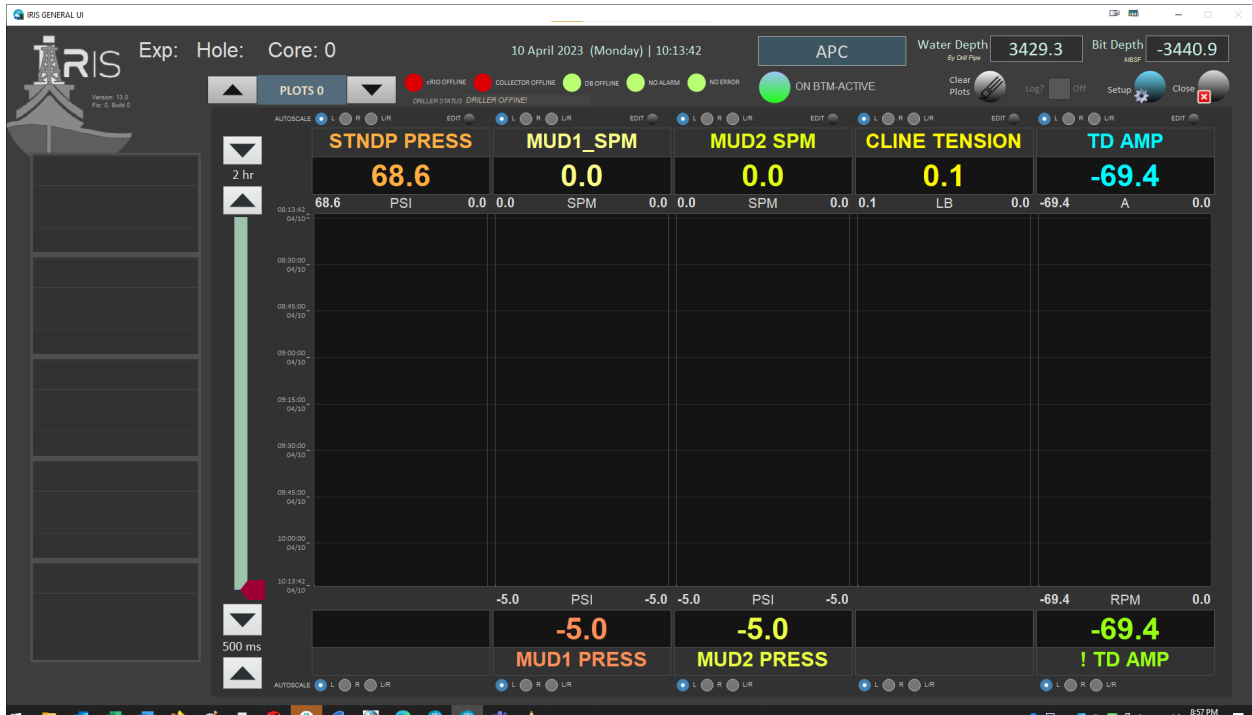 IRIS GENERAL UI
IRIS
Version: 13.0
Fix: 0, Build 0
Exp: Hole: Core: 0
10 April 2023 (Monday) | 10:13:42
APC
Water Depth
By Drill Pipe
3429.3
Bit Depth
MBSF
-3440.9
PLOTS 0
cRIO OFFLINE
COLLECTOR OFFLINE
DB OFFLINE
NO ALARM
NO ERROR
DRILLER STATUS DRILLER OFFINE!
ON BTM-ACTIVE
Clear
Plots
Log? Off
Setup
Close
AUTOSCALE L R L/R EDIT L R L/R EDIT L R L/R EDIT L R L/R EDIT L R L/R EDIT
STNDP PRESS MUD1_SPM MUD2 SPM CLINE TENSION TD AMP
68.6 0.0 0.0 0.1 -69.4
68.6 PSI 0.0 0.0 SPM 0.0 0.0 SPM 0.0 0.1 LB 0.0 -69.4 A 0.0
2 hr
08:13:42
04/10
08:30:00
04/10
08:45:00
04/10
09:00:00
04/10
09:15:00
04/10
09:30:00
04/10
09:45:00
04/10
10:00:00
04/10
10:13:42
04/10
-5.0 PSI -5.0 -5.0 PSI -5.0 -69.4 RPM 0.0
-5.0 -5.0 -69.4
500 ms
MUD1 PRESS MUD2 PRESS ! TD AMP
AUTOSCALE L R L/R L R L/R L R L/R L R L/R L R L/R
8:57 PM